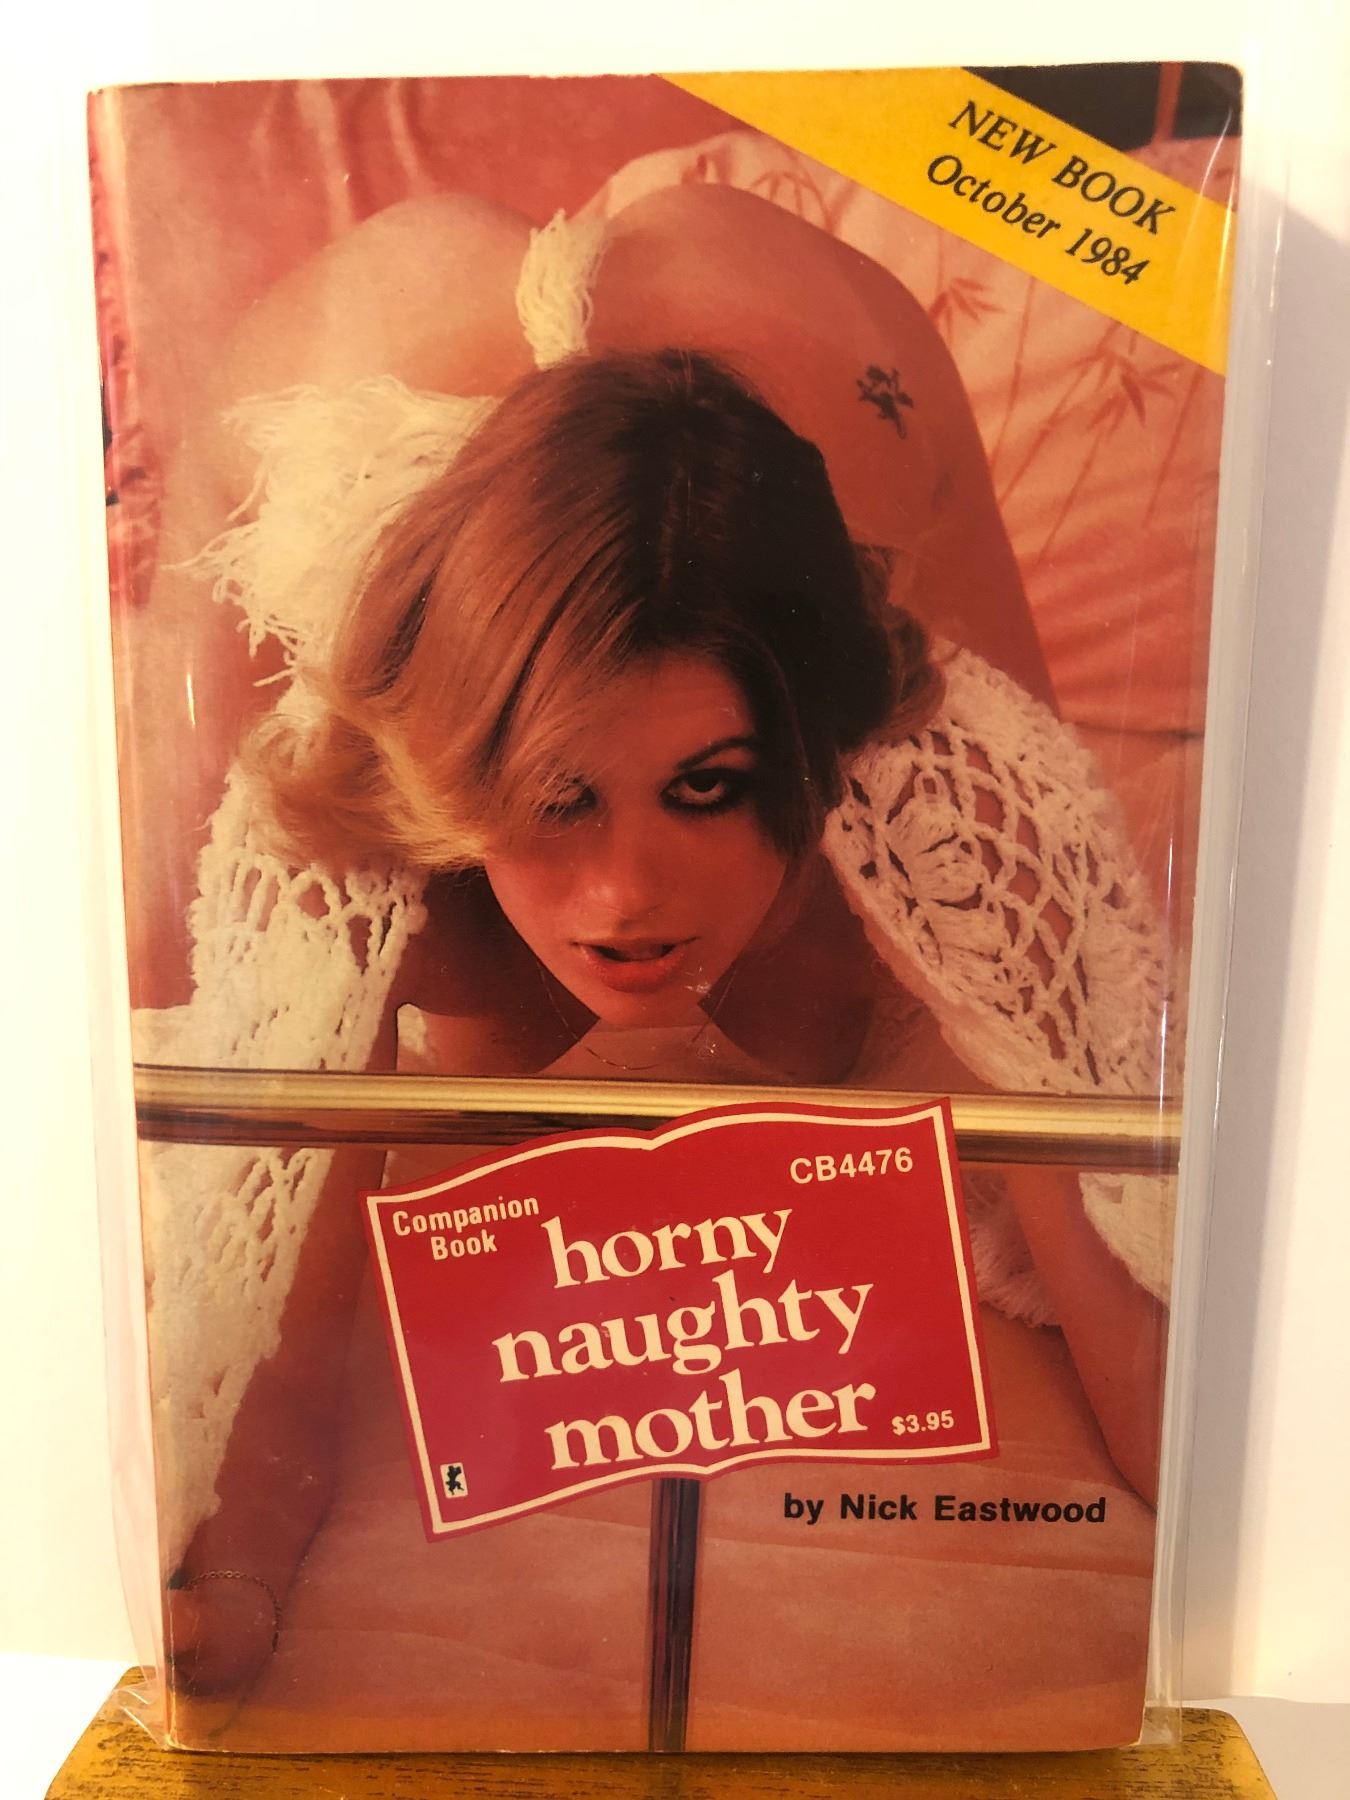 NEW BOOK
October 1984
CB4476
Companion
Book
horny
naughty
mother
$3.95
by Nick Eastwood